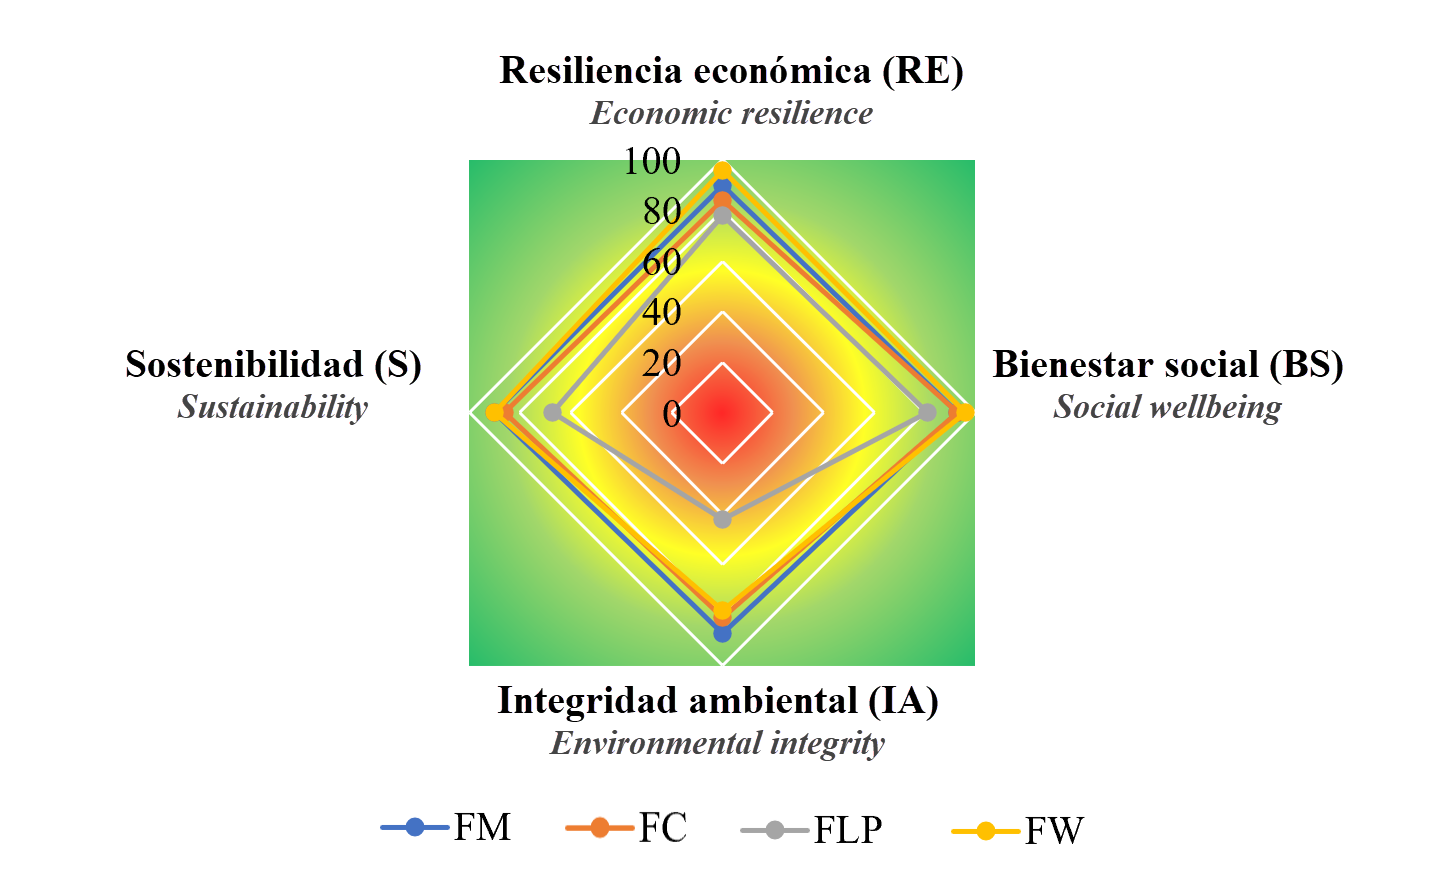 Resiliencia económica (RE)
Economic resilience
100
80
60
40
20
0
Sostenibilidad (S)
Sustainability
Bienestar social (BS)
Social wellbeing
Integridad ambiental (IA)
Environmental integrity
FM
FC
FLP
FW